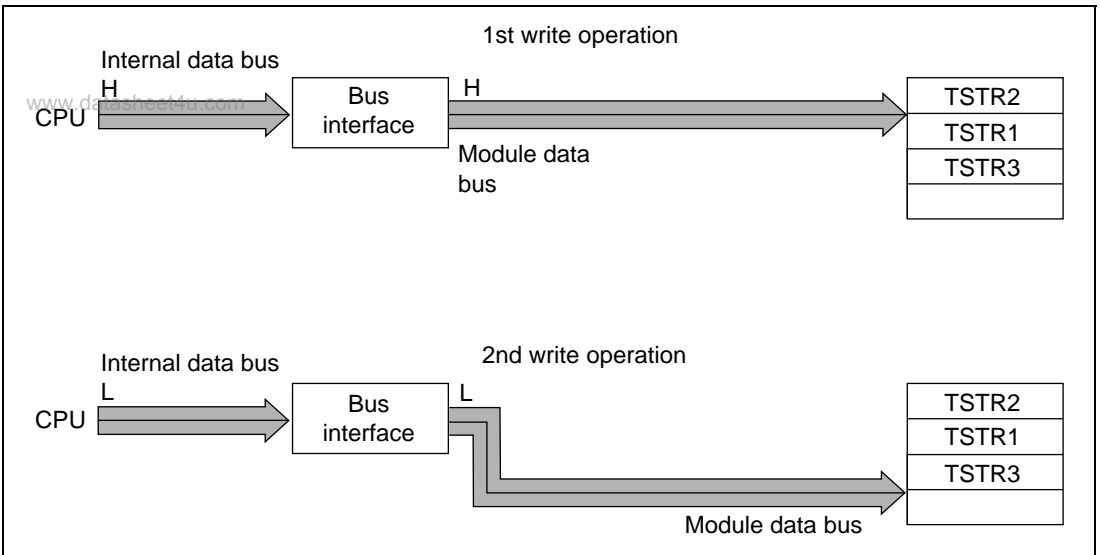 1st write operation
Internal data bus
H
www.datasheet4u.com
CPU
Bus
interface
H
Module data
bus
TSTR2
TSTR1
TSTR3
2nd write operation
Internal data bus
L
CPU
Bus
interface
L
Module data bus
TSTR2
TSTR1
TSTR3